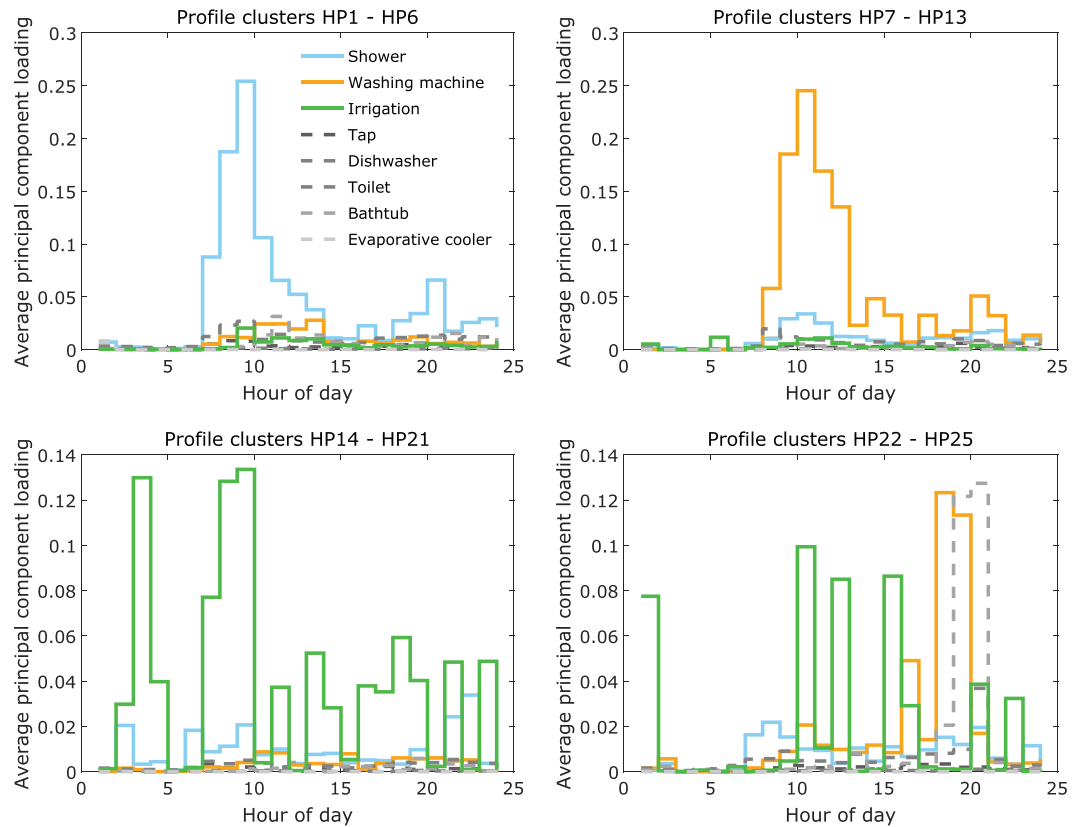 Profile clusters HP1 - HP6
Average principal component loading
0.3
0.25
0.2
0.15
0.1
0.05
0
Shower
Washing machine
Irrigation
Tap
Dishwasher
Toilet
Bathtub
Evaporative cooler
0 5 10 15 20 25
Hour of day
Profile clusters HP7 - HP13
Average principal component loading
0.3
0.25
0.2
0.15
0.1
0.05
0
0 5 10 15 20 25
Hour of day
Profile clusters HP14 - HP21
Average principal component loading
0.14
0.12
0.1
0.08
0.06
0.04
0.02
0
0 5 10 15 20 25
Hour of day
Profile clusters HP22 - HP25
Average principal component loading
0.14
0.12
0.1
0.08
0.06
0.04
0.02
0
0 5 10 15 20 25
Hour of day